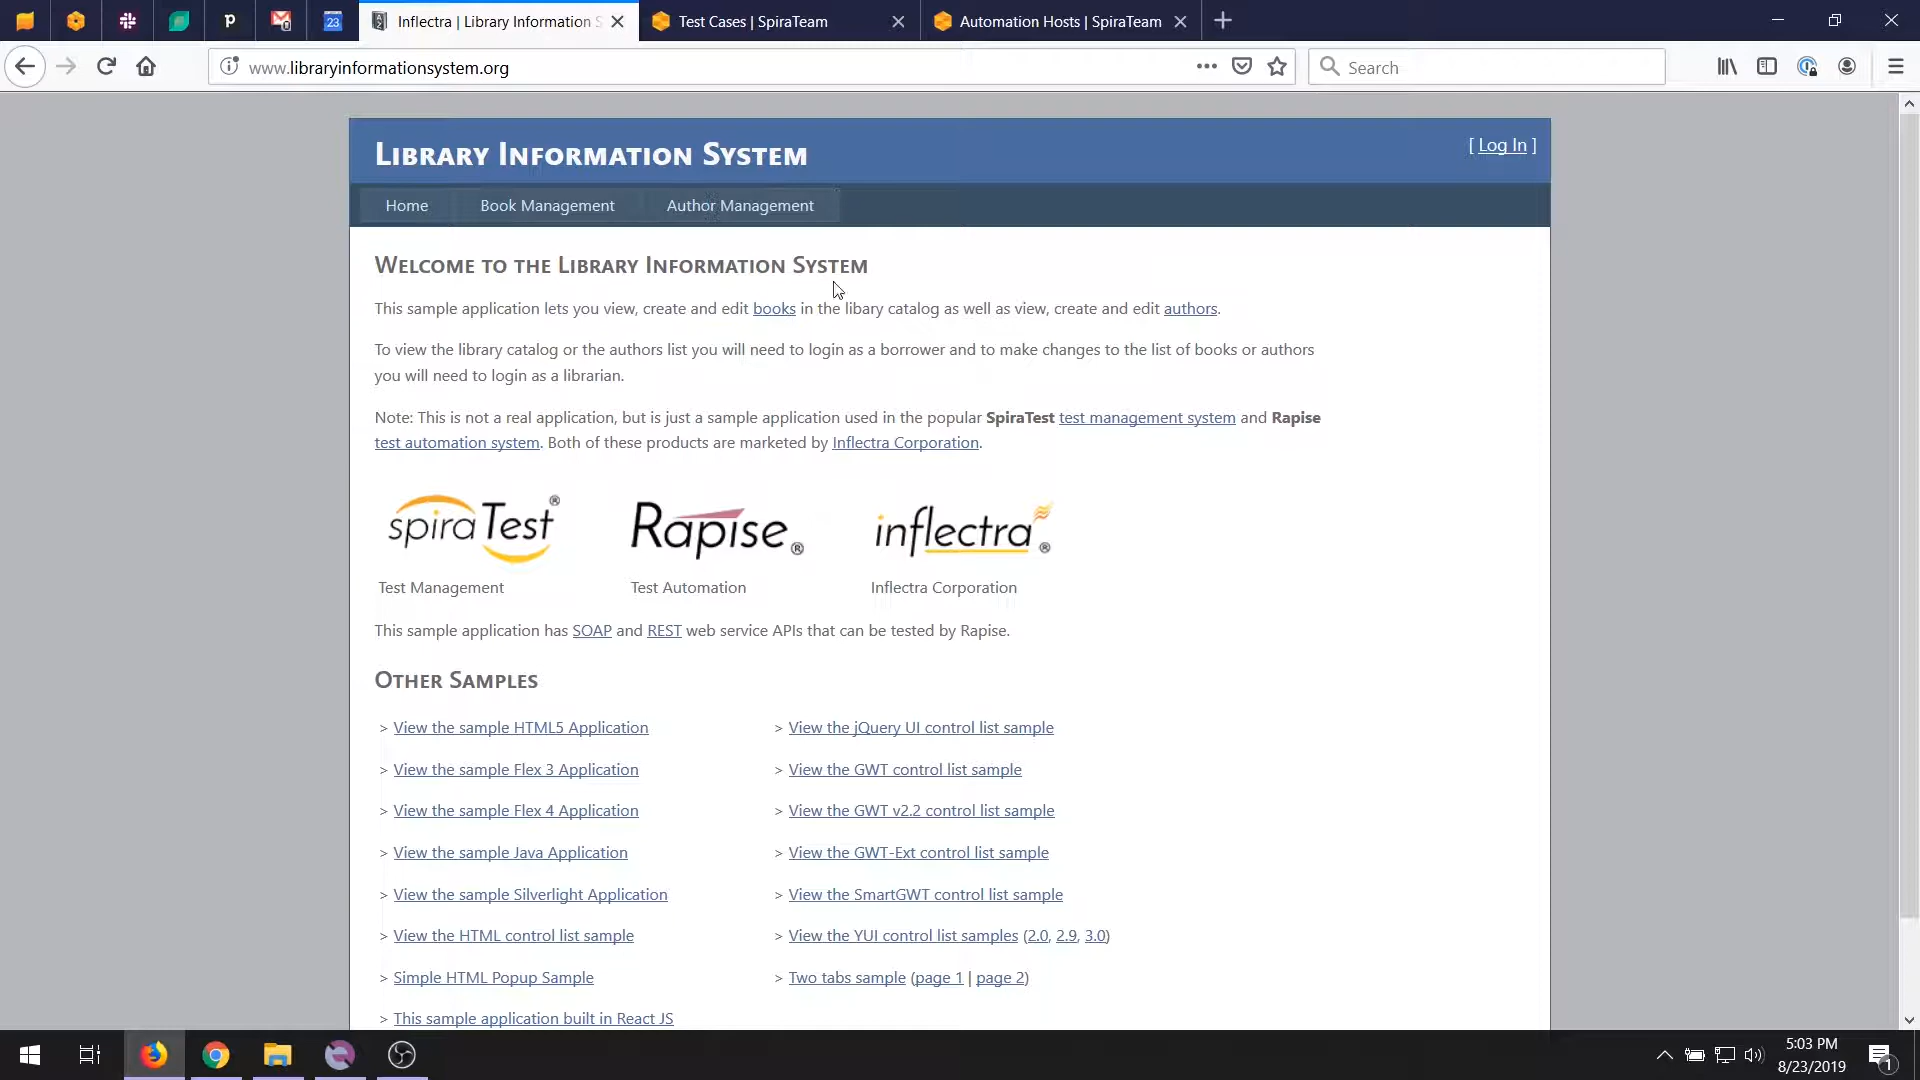 Inflectra | Library Information S
Test Cases | SpiraTeam
Automation Hosts | SpiraTeam
23
www.libraryinformationsystem.org
Search
Library Information System
[ Log In ]
Home
Book Management
Author Management
Welcome to the Library Information System
This sample application lets you view, create and edit books in the libary catalog as well as view, create and edit authors.
To view the library catalog or the authors list you will need to login as a borrower and to make changes to the list of books or authors
you will need to login as a librarian.
Note: This is not a real application, but is just a sample application used in the popular SpiraTest test management system and Rapise
test automation system. Both of these products are marketed by Inflectra Corporation.
spiraTest®
Rapise®
inflectra®
Test Management
Test Automation
Inflectra Corporation
This sample application has SOAP and REST web service APIs that can be tested by Rapise.
Other Samples
> View the sample HTML5 Application
> View the jQuery UI control list sample
> View the sample Flex 3 Application
> View the GWT control list sample
> View the sample Flex 4 Application
> View the GWT v2.2 control list sample
> View the sample Java Application
> View the GWT-Ext control list sample
> View the sample Silverlight Application
> View the SmartGWT control list sample
> View the HTML control list sample
> View the YUI control list samples (2.0, 2.9, 3.0)
> Simple HTML Popup Sample
> Two tabs sample (page 1 | page 2)
> This sample application built in React JS
5:03 PM
8/23/2019
1